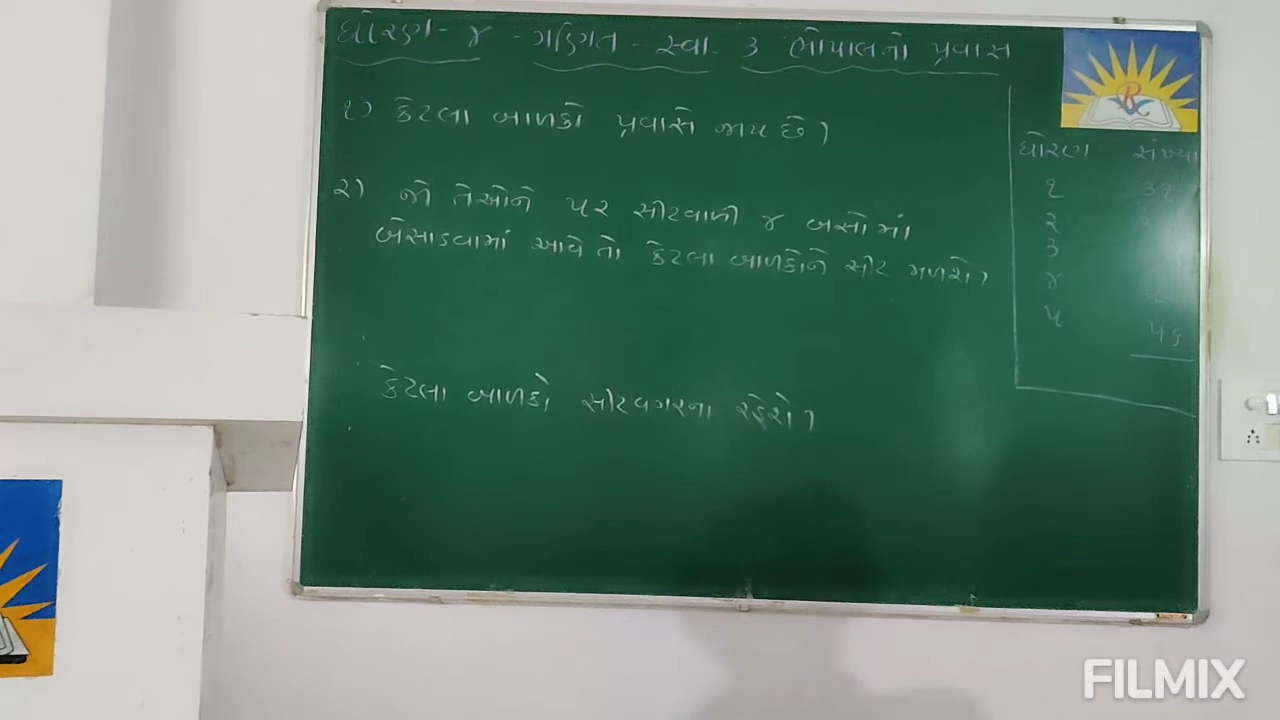 ધોરણ - ૪ - ગણિત - સ્વા - ૩ ભોપાલનો પ્રવાસ
૧) કેટલા બાળકો પ્રવાસે જાય છે ?
૨) જો તેઓને ૫૨ સીટવાળી ૪ બસોમાં
બેસાડવામાં આવે તો કેટલા બાળકોને સીટ મળશે ?
કેટલા બાળકો સીટવગરના રહેશે ?
ધોરણ સંખ્યા
૧
૨
૩
૪
૫
FILMIX